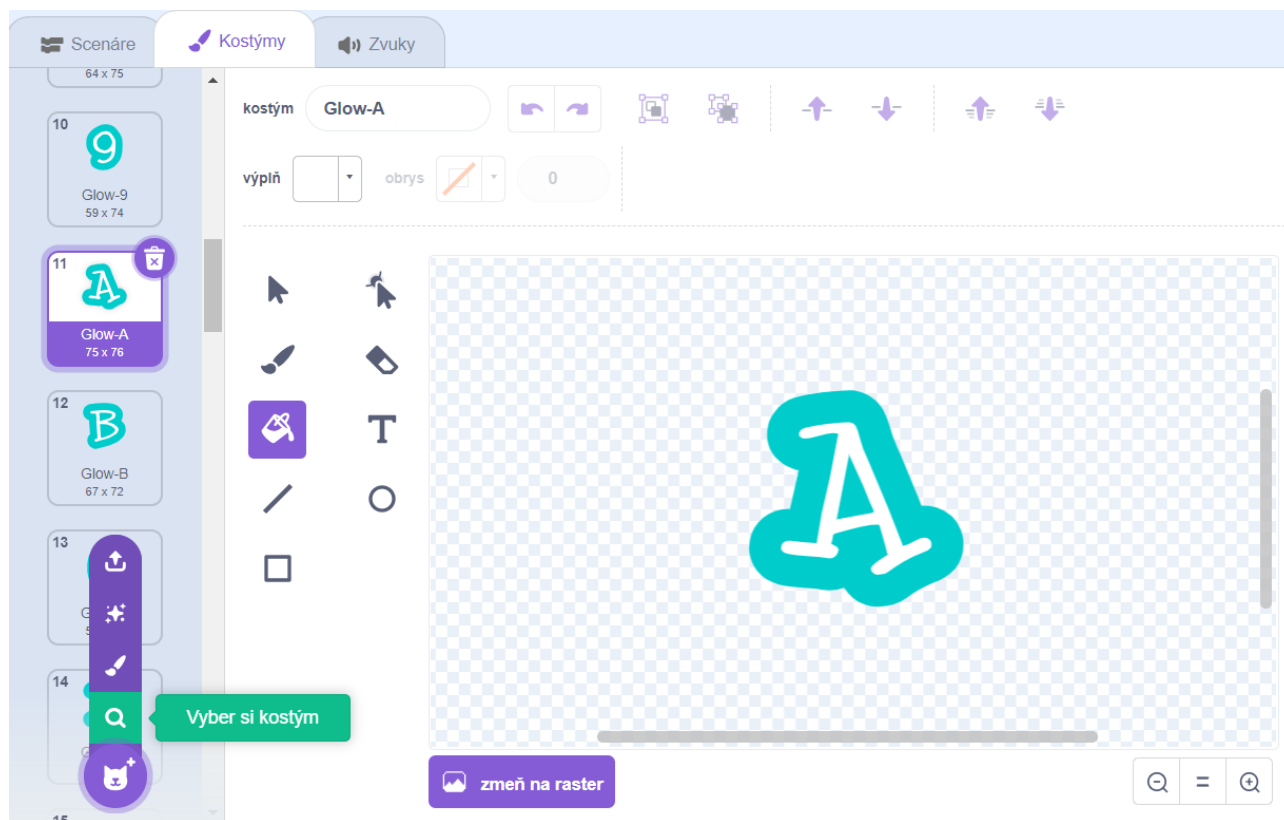 Scenáre
Kostýmy
Zvuky
64 x 75
10
9
Glow-9
59 x 74
11
A
Glow-A
75 x 76
12
B
Glow-B
67 x 72
13
14
kostým
Glow-A
výplň
obrys
0
T
A
Vyber si kostým
zmeň na raster